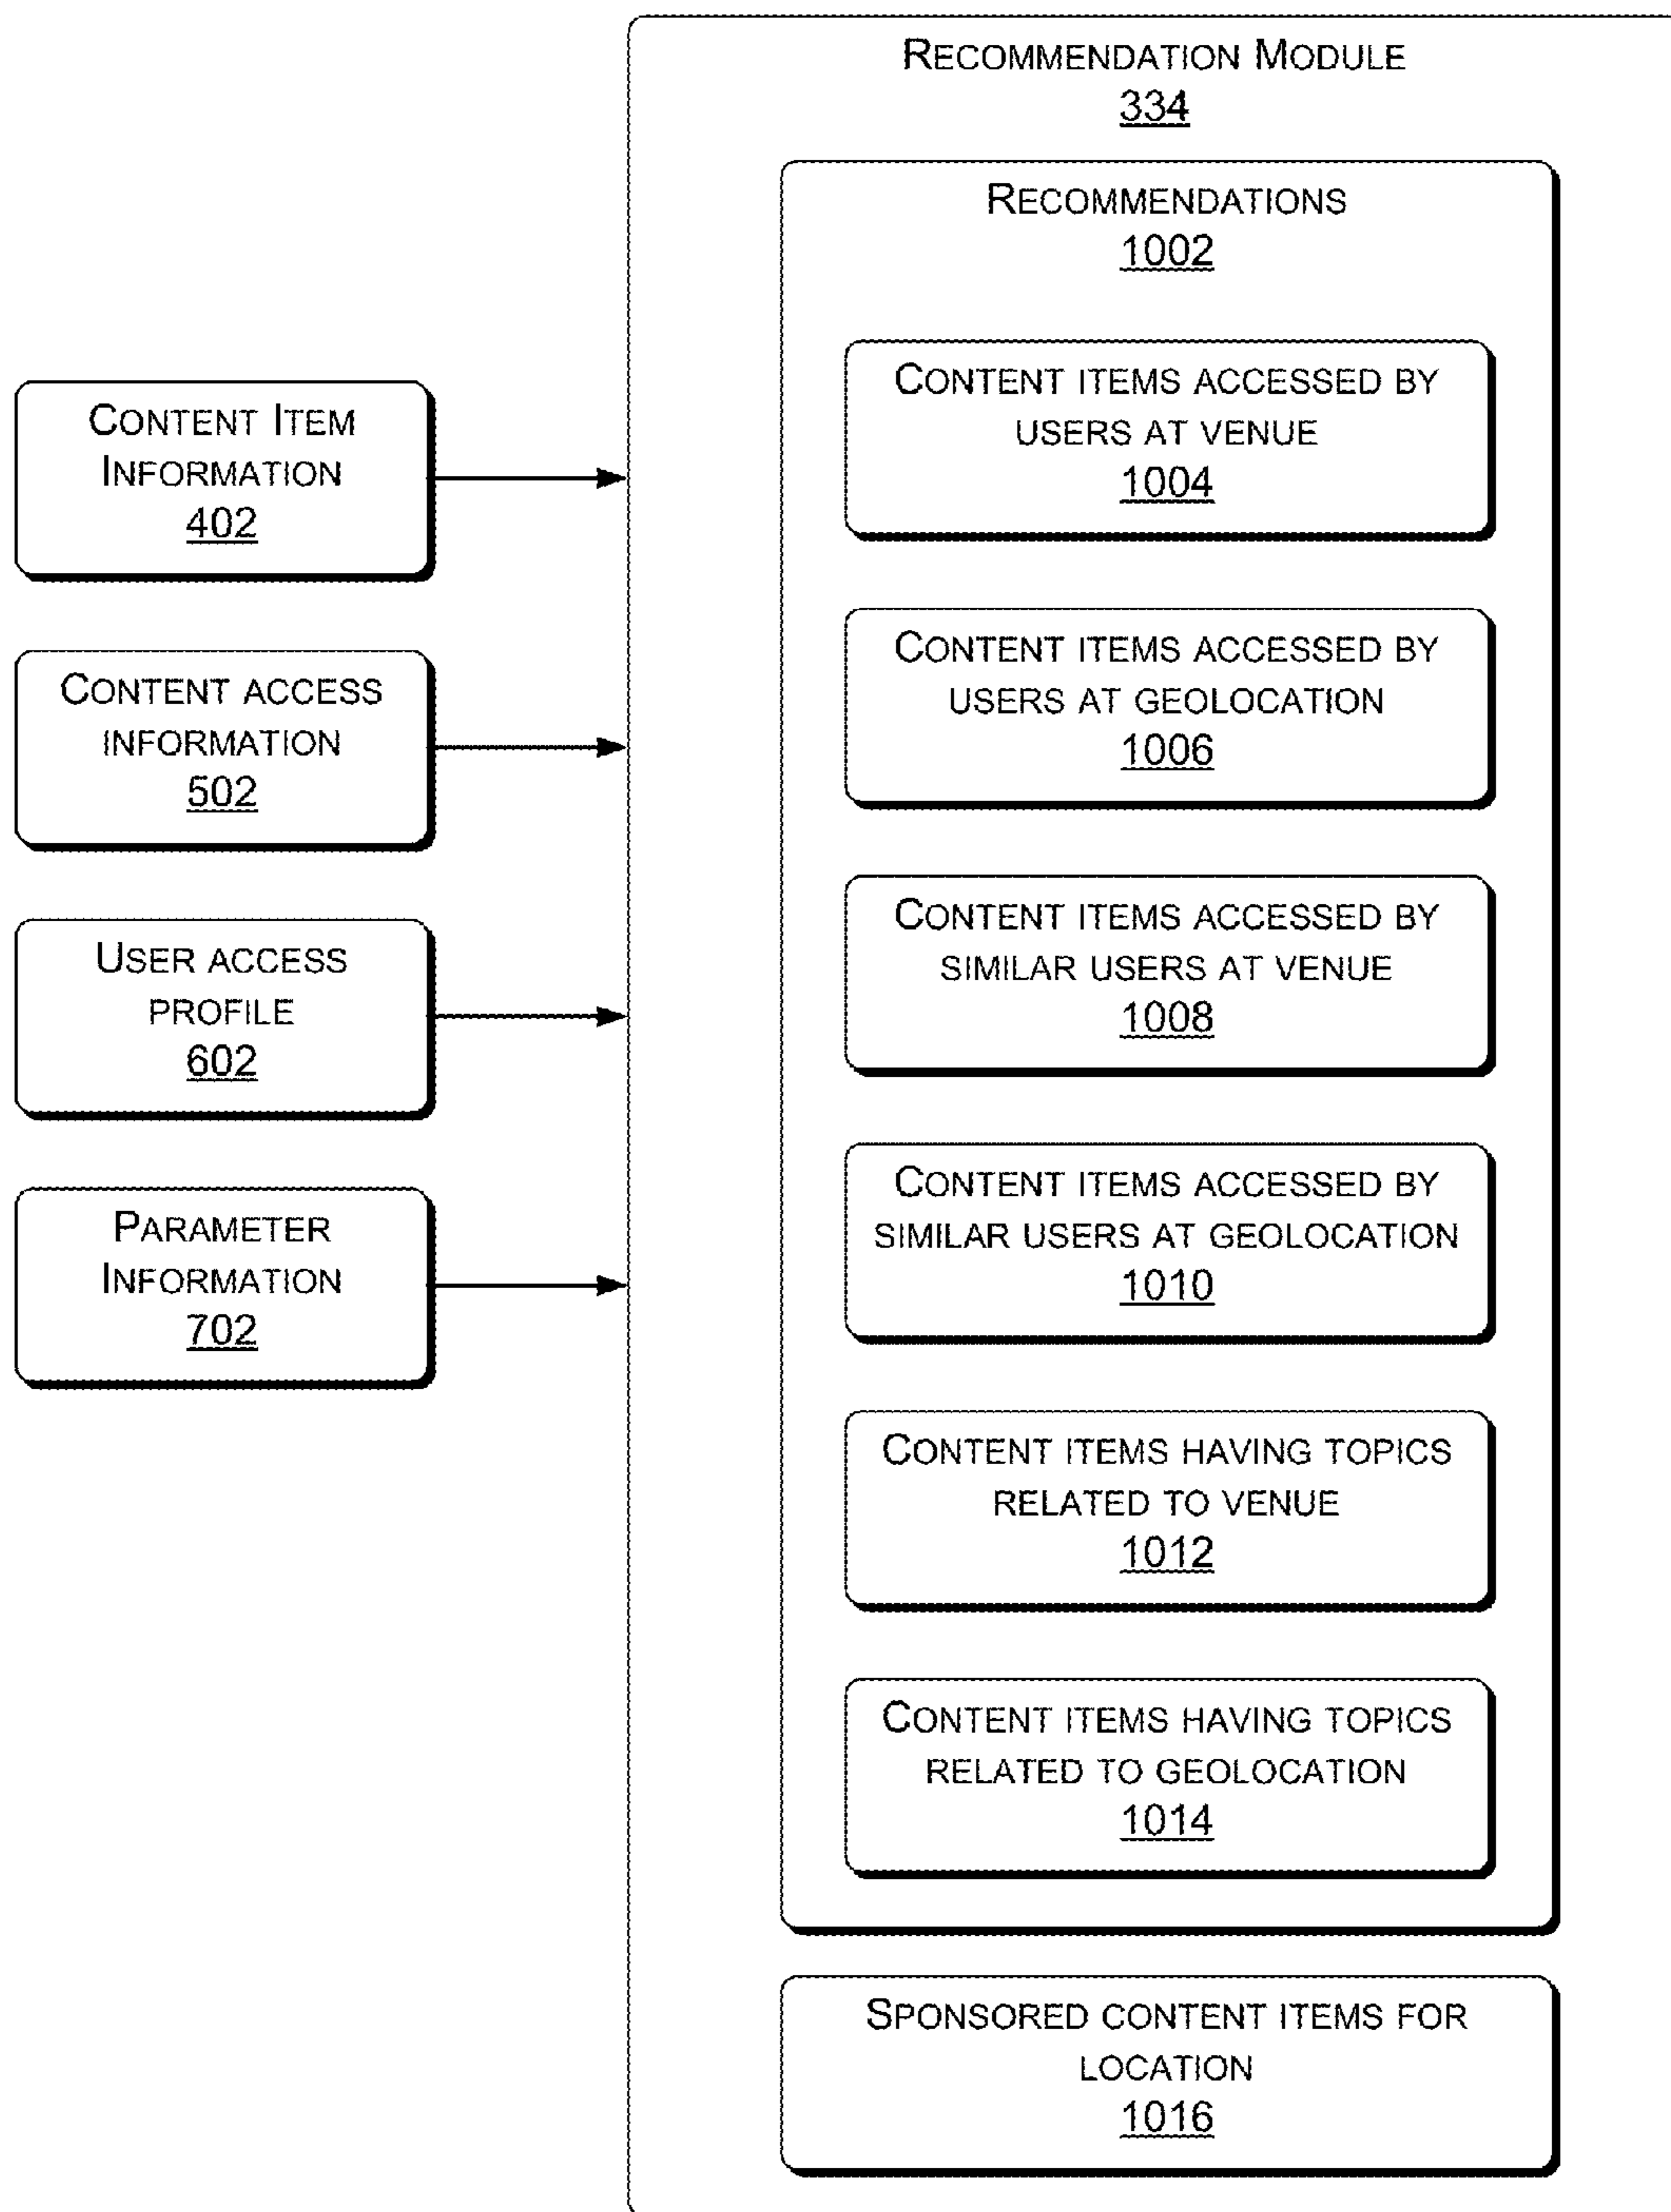 RECOMMENDATION MODULE
334
RECOMMENDATIONS
1002
CONTENT ITEMS ACCESSED BY
USERS AT VENUE
1004
CONTENT ITEM
INFORMATION
402
CONTENT ITEMS ACCESSED BY
USERS AT GEOLOCATION
1006
CONTENT ACCESS
INFORMATION
502
CONTENT ITEMS ACCESSED BY
SIMILAR USERS AT VENUE
1008
USER ACCESS
PROFILE
602
CONTENT ITEMS ACCESSED BY
SIMILAR USERS AT GEOLOCATION
1010
PARAMETER
INFORMATION
702
CONTENT ITEMS HAVING TOPICS
RELATED TO VENUE
1012
CONTENT ITEMS HAVING TOPICS
RELATED TO GEOLOCATION
1014
SPONSORED CONTENT ITEMS FOR
LOCATION
1016